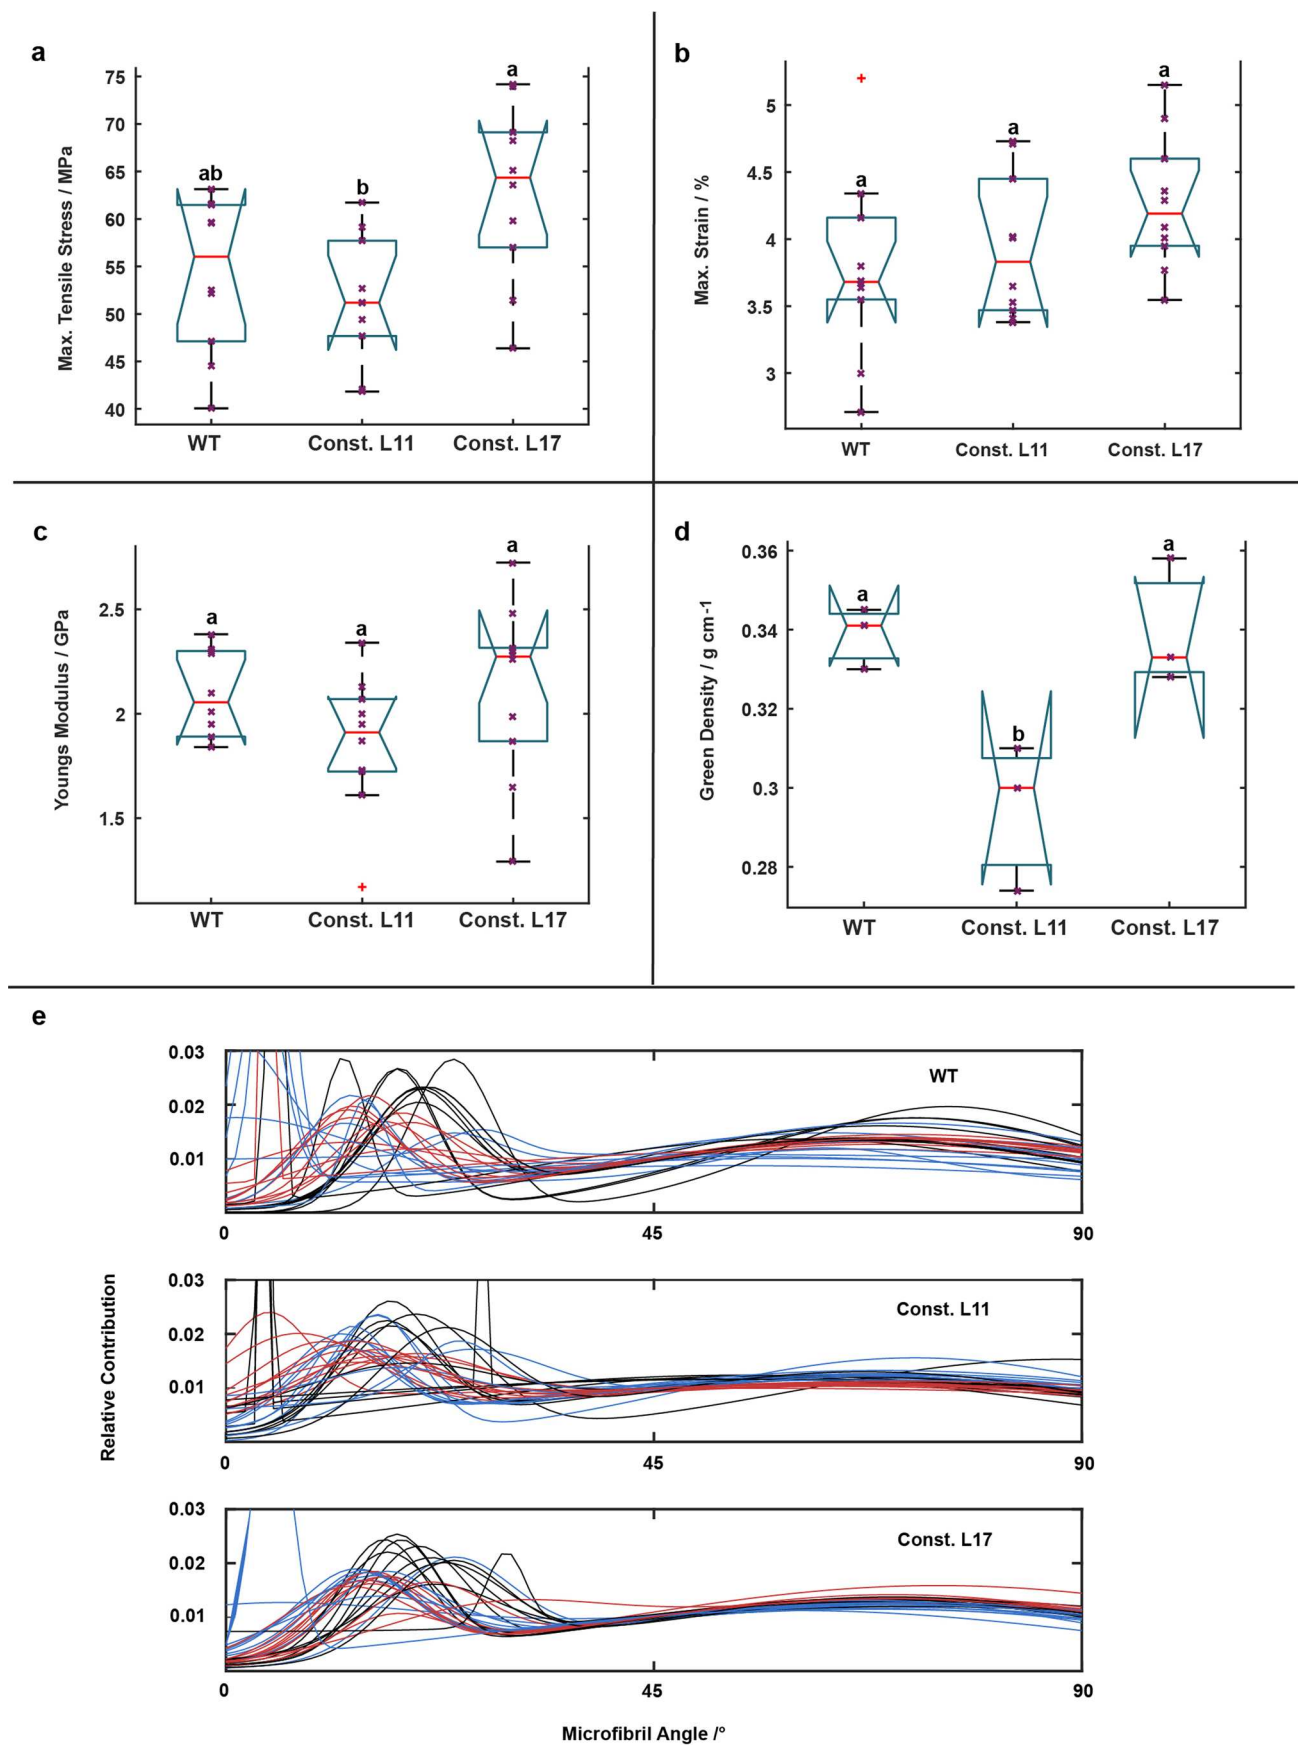 a
Max. Tensile Stress / MPa
75
70
65
60
55
50
45
40
ab
b
a
WT
Const. L11
Const. L17
b
Max. Strain / %
5
4.5
4
3.5
3
a
a
a
WT
Const. L11
Const. L17
c
Youngs Modulus / GPa
2.5
2
1.5
a
a
a
WT
Const. L11
Const. L17
d
Green Density / g cm-1
0.36
0.34
0.32
0.3
0.28
a
b
a
WT
Const. L11
Const. L17
e
Relative Contribution
0.03
0.02
0.01
WT
0
45
90
0.03
0.02
0.01
Const. L11
0
45
90
0.03
0.02
0.01
Const. L17
0
45
90
Microfibril Angle /°